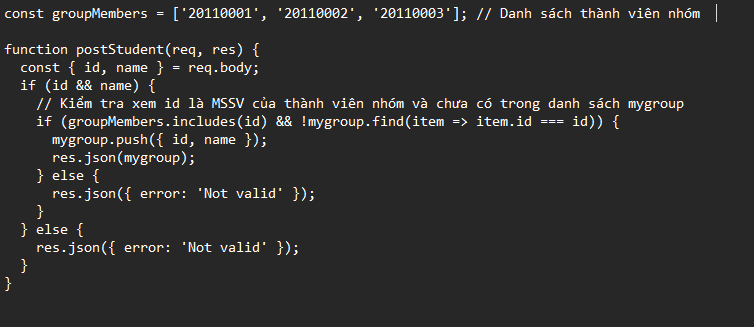 const groupMembers = ['20110001', '20110002', '20110003']; // Danh sách thành viên nhóm
function postStudent(req, res) {
const { id, name } = req.body;
if (id && name) {
// Kiểm tra xem id là MSSV của thành viên nhóm và chưa có trong danh sách mygroup
if (groupMembers.includes(id) && !mygroup.find(item => item.id === id)) {
mygroup.push({ id, name });
res.json(mygroup);
} else {
res.json({ error: 'Not valid' });
}
} else {
res.json({ error: 'Not valid' });
}
}